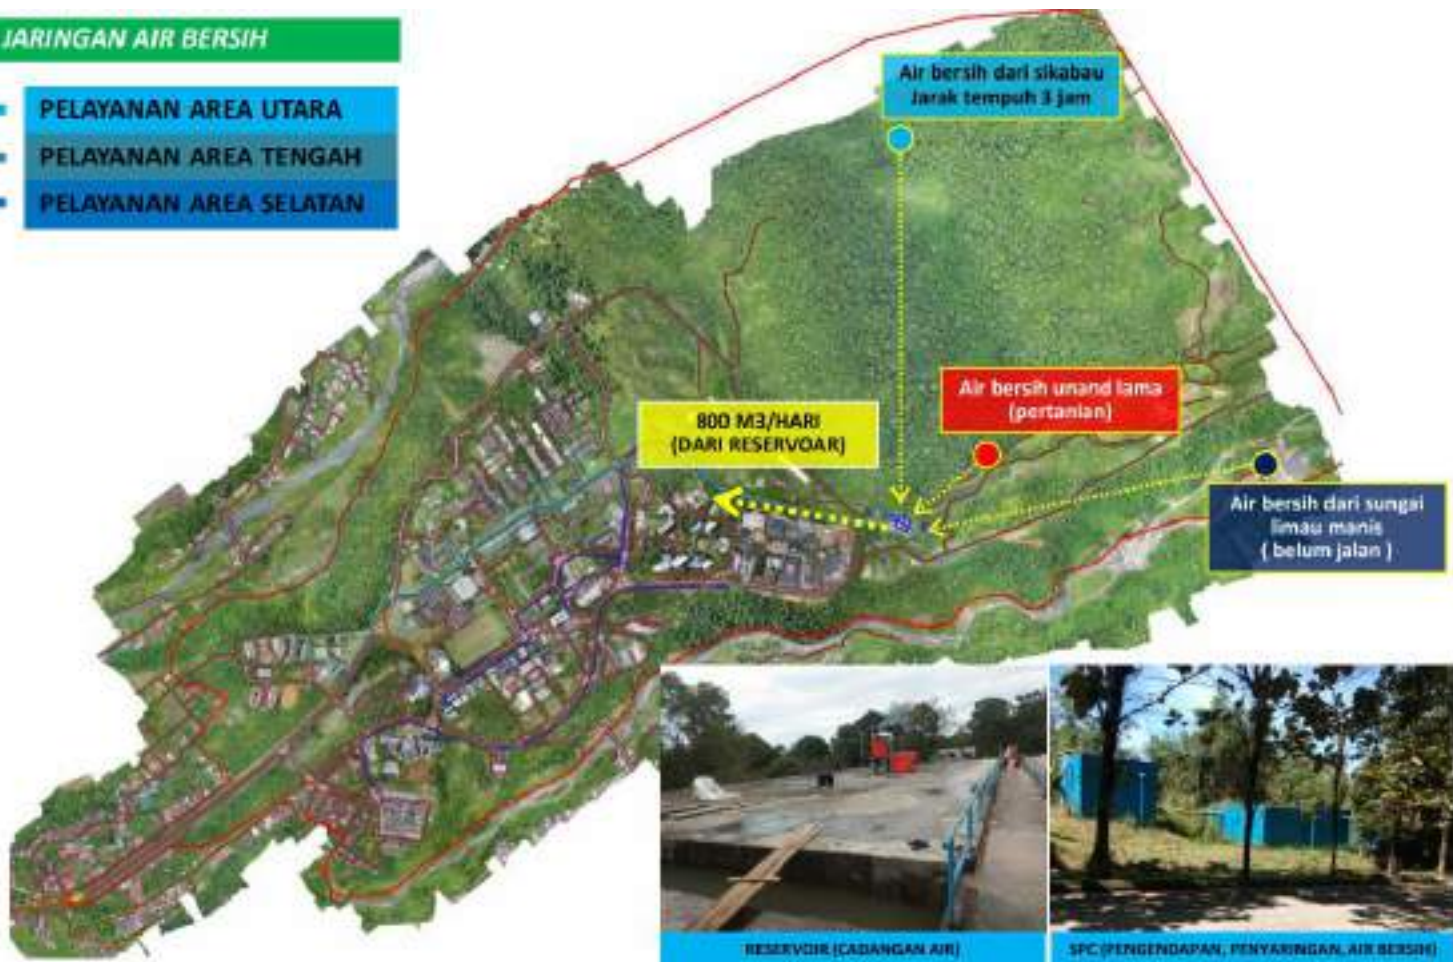 JARINGAN AIR BERSIH
PELAYANAN AREA UTARA
PELAYANAN AREA TENGAH
PELAYANAN AREA SELATAN
Air bersih dari sikabau
Jarak tempuh 3 jam
Air bersih unand lama
(pertanian)
800 M3/HARI
(DARI RESERVOAR)
Air bersih dari sungai
limau manis
( belum jalan )
RESERVOIR (CADANGAN AIR)
SPC (PENGENDAPAN, PENYARINGAN, AIR BERSIH)